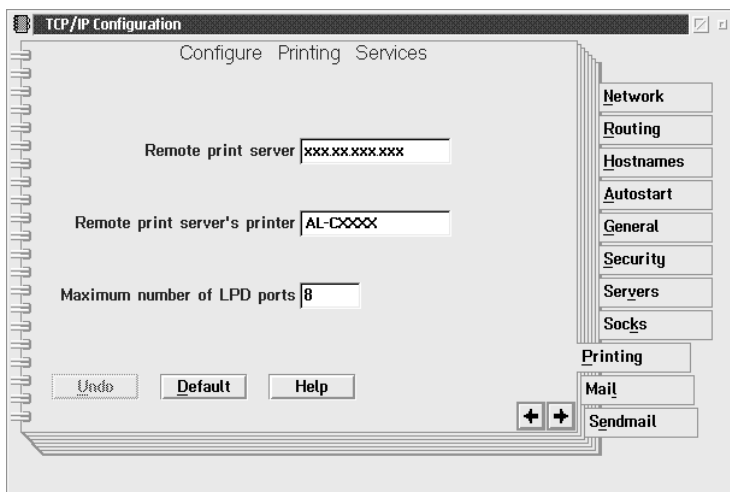 TCP/IP Configuration
Configure Printing Services
Remote print server xxx.xx.xxx.xxx
Remote print server's printer AL-CXXXX
Maximum number of LPD ports 8
Undo Default Help
Network
Routing
Hostnames
Autostart
General
Security
Servers
Socks
Printing
Mail
Sendmail